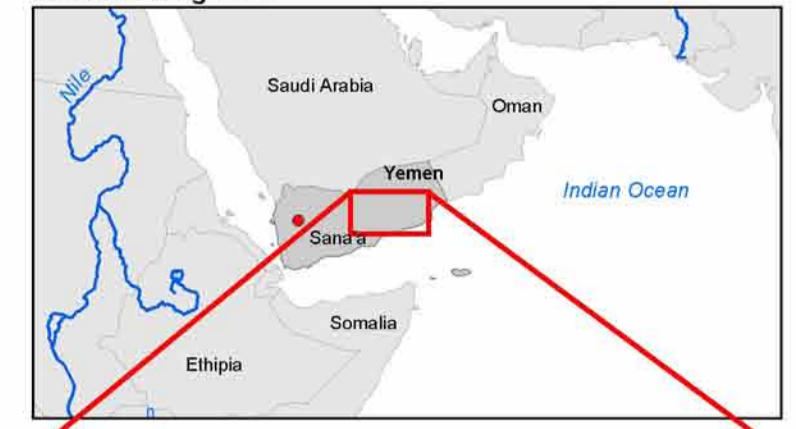 Nile
Saudi Arabia
Oman
Yemen
Indian Ocean
Sana'a
Somalia
Ethipia